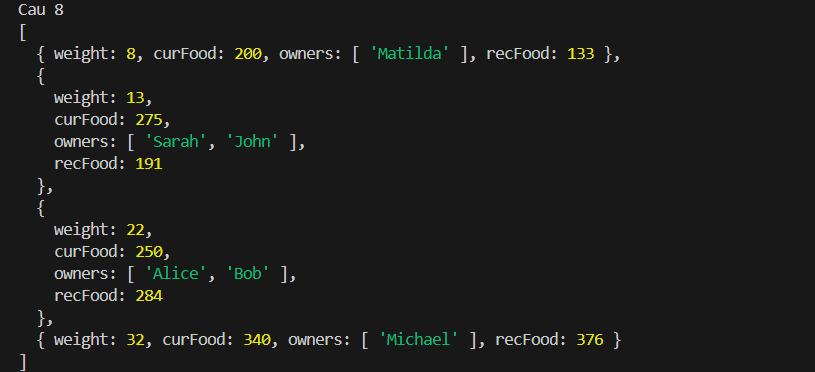 Cau 8
[
  { weight: 8, curFood: 200, owners: [ 'Matilda' ], recFood: 133 },
  {
    weight: 13,
    curFood: 275,
    owners: [ 'Sarah', 'John' ],
    recFood: 191
  },
  {
    weight: 22,
    curFood: 250,
    owners: [ 'Alice', 'Bob' ],
    recFood: 284
  },
  { weight: 32, curFood: 340, owners: [ 'Michael' ], recFood: 376 }
]